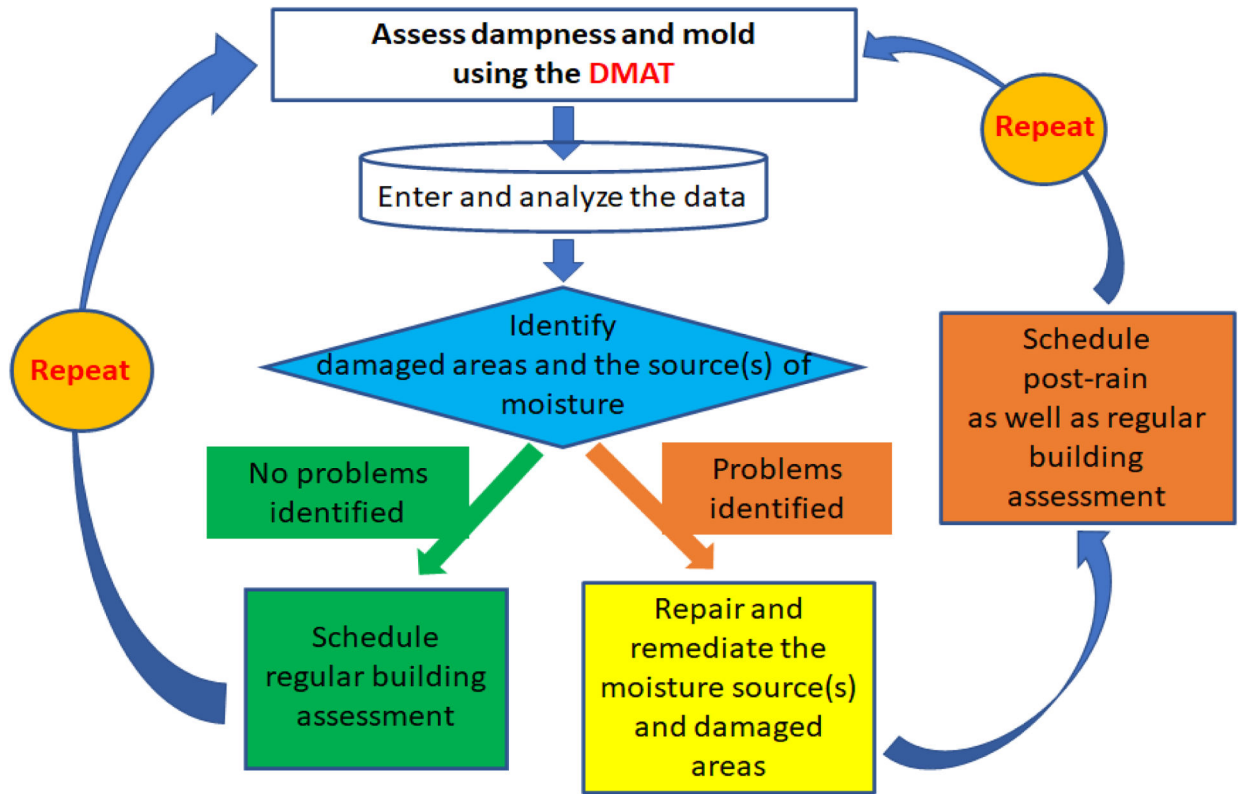 Assess dampness and mold
using the DMAT
Enter and analyze the data
Identify
damaged areas and the source(s) of
moisture
No problems
identified
Problems
identified
Schedule
regular building
assessment
Repair and
remediate the
moisture source(s)
and damaged
areas
Schedule
post-rain
as well as regular
building
assessment
Repeat
Repeat